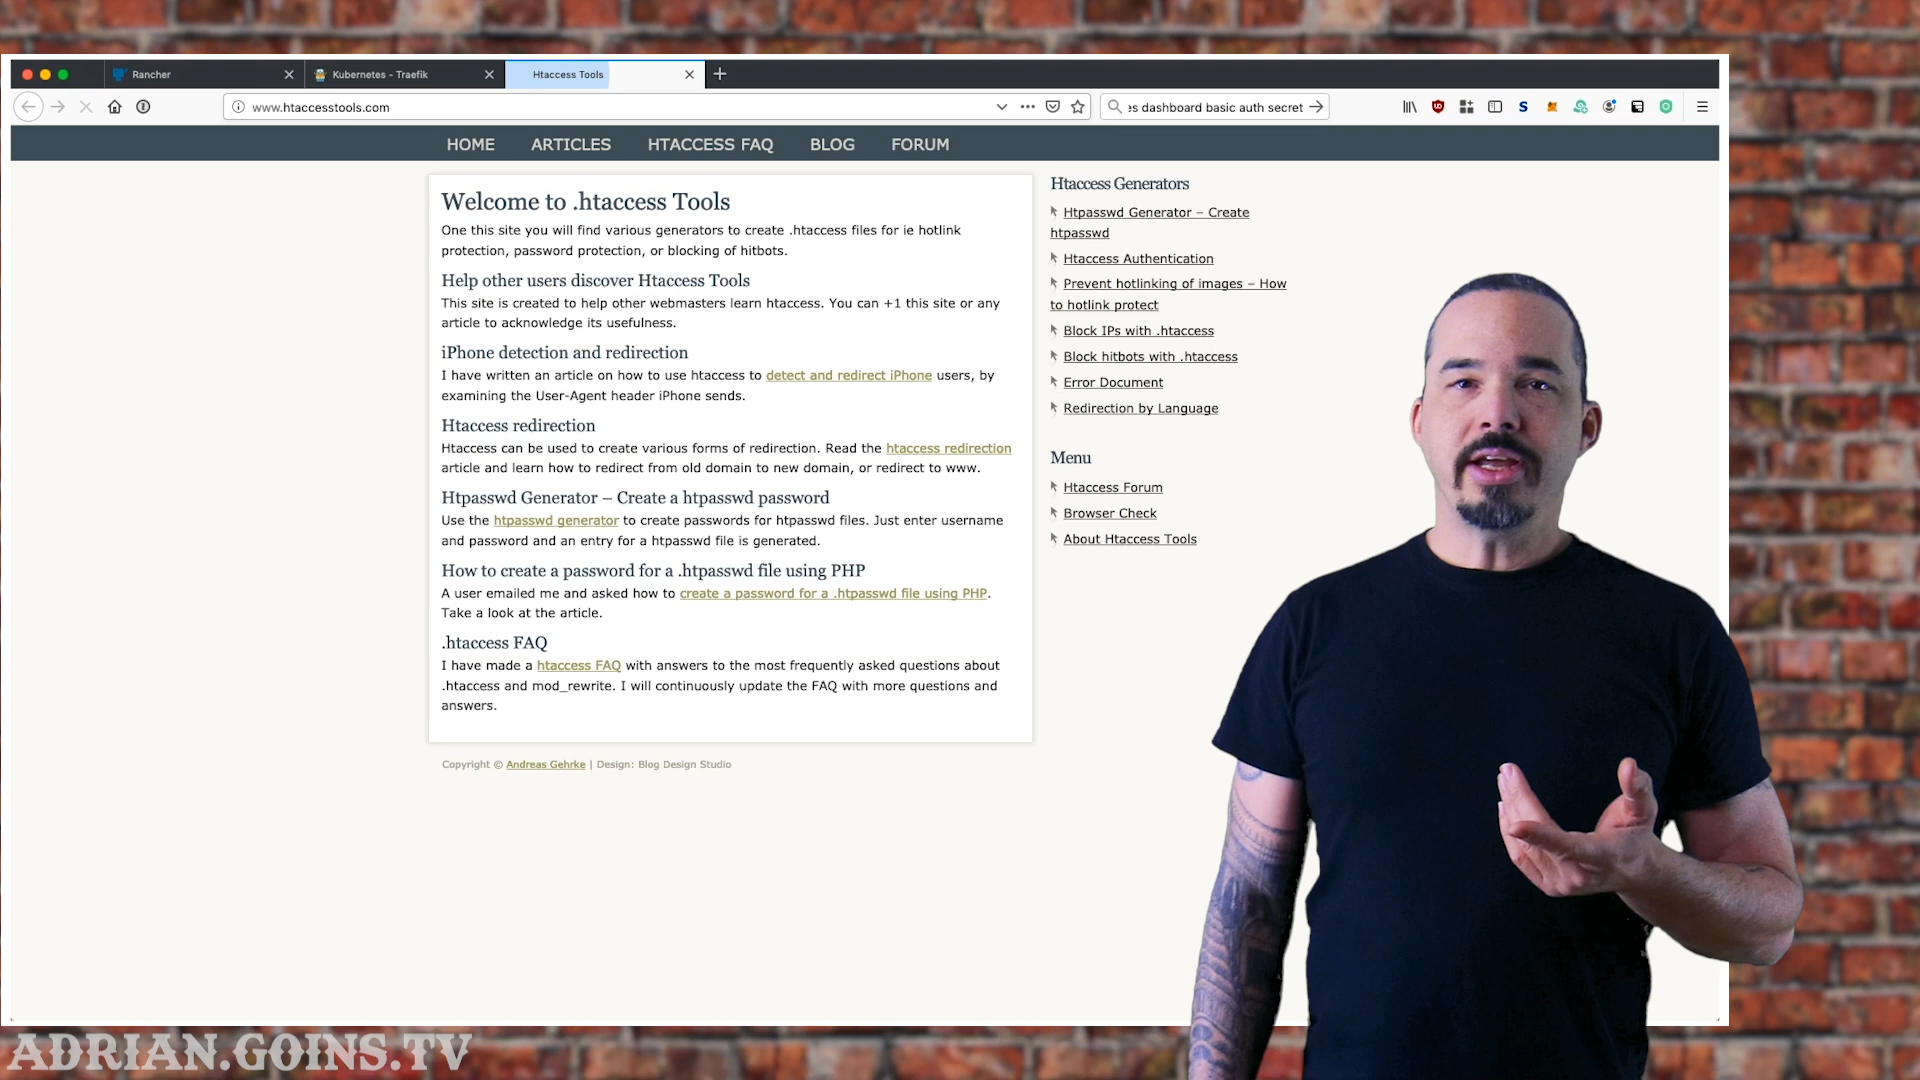 Rancher
Kubernetes - Traefik
Htaccess Tools
www.htaccesstools.com
es dashboard basic auth secret
HOME ARTICLES HTACCESS FAQ BLOG FORUM
Welcome to .htaccess Tools
One this site you will find various generators to create .htaccess files for ie hotlink
protection, password protection, or blocking of hitbots.
Help other users discover Htaccess Tools
This site is created to help other webmasters learn htaccess. You can +1 this site or any
article to acknowledge its usefulness.
iPhone detection and redirection
I have written an article on how to use htaccess to detect and redirect iPhone users, by
examining the User-Agent header iPhone sends.
Htaccess redirection
Htaccess can be used to create various forms of redirection. Read the htaccess redirection
article and learn how to redirect from old domain to new domain, or redirect to www.
Htpasswd Generator – Create a htpasswd password
Use the htpasswd generator to create passwords for htpasswd files. Just enter username
and password and an entry for a htpasswd file is generated.
How to create a password for a .htpasswd file using PHP
A user emailed me and asked how to create a password for a .htpasswd file using PHP.
Take a look at the article.
.htaccess FAQ
I have made a htaccess FAQ with answers to the most frequently asked questions about
.htaccess and mod_rewrite. I will continuously update the FAQ with more questions and
answers.
Copyright © Andreas Gehrke | Design: Blog Design Studio
Htaccess Generators
Htpasswd Generator – Create
htpasswd
Htaccess Authentication
Prevent hotlinking of images – How
to hotlink protect
Block IPs with .htaccess
Block hitbots with .htaccess
Error Document
Redirection by Language
Menu
Htaccess Forum
Browser Check
About Htaccess Tools
ADRIAN.GOINS.TV